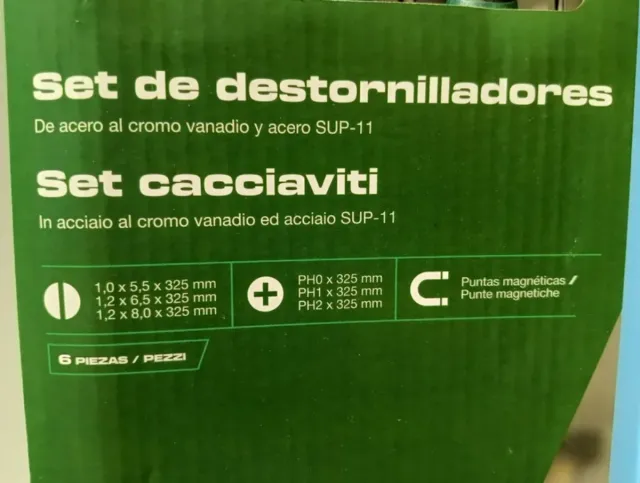 Set de destornilladores
De acero al cromo vanadio y acero SUP-11
Set cacciaviti
In acciaio al cromo vanadio ed acciaio SUP-11
1,0 x 5,5 x 325 mm
1,2 x 6,5 x 325 mm
1,2 x 8,0 x 325 mm
PH0 x 325 mm
PH1 x 325 mm
PH2 x 325 mm
Puntas magnéticas /
Punte magnetiche
6 PIEZAS / PEZZI